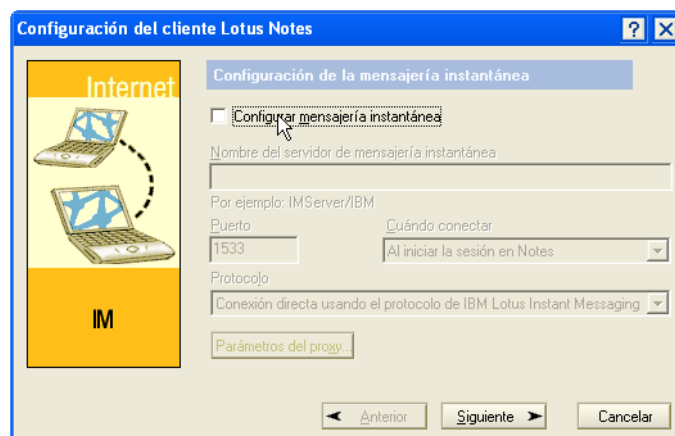 Configuración del cliente Lotus Notes
Internet
IM
Configuración de la mensajería instantánea
Configurar mensajería instantánea
Nombre del servidor de mensajería instantánea
Por ejemplo: IMServer/IBM
Puerto Cuándo conectar
1533 Al iniciar la sesión en Notes
Protocolo
Conexión directa usando el protocolo de IBM Lotus Instant Messaging
Parámetros del proxy...
Anterior Siguiente Cancelar